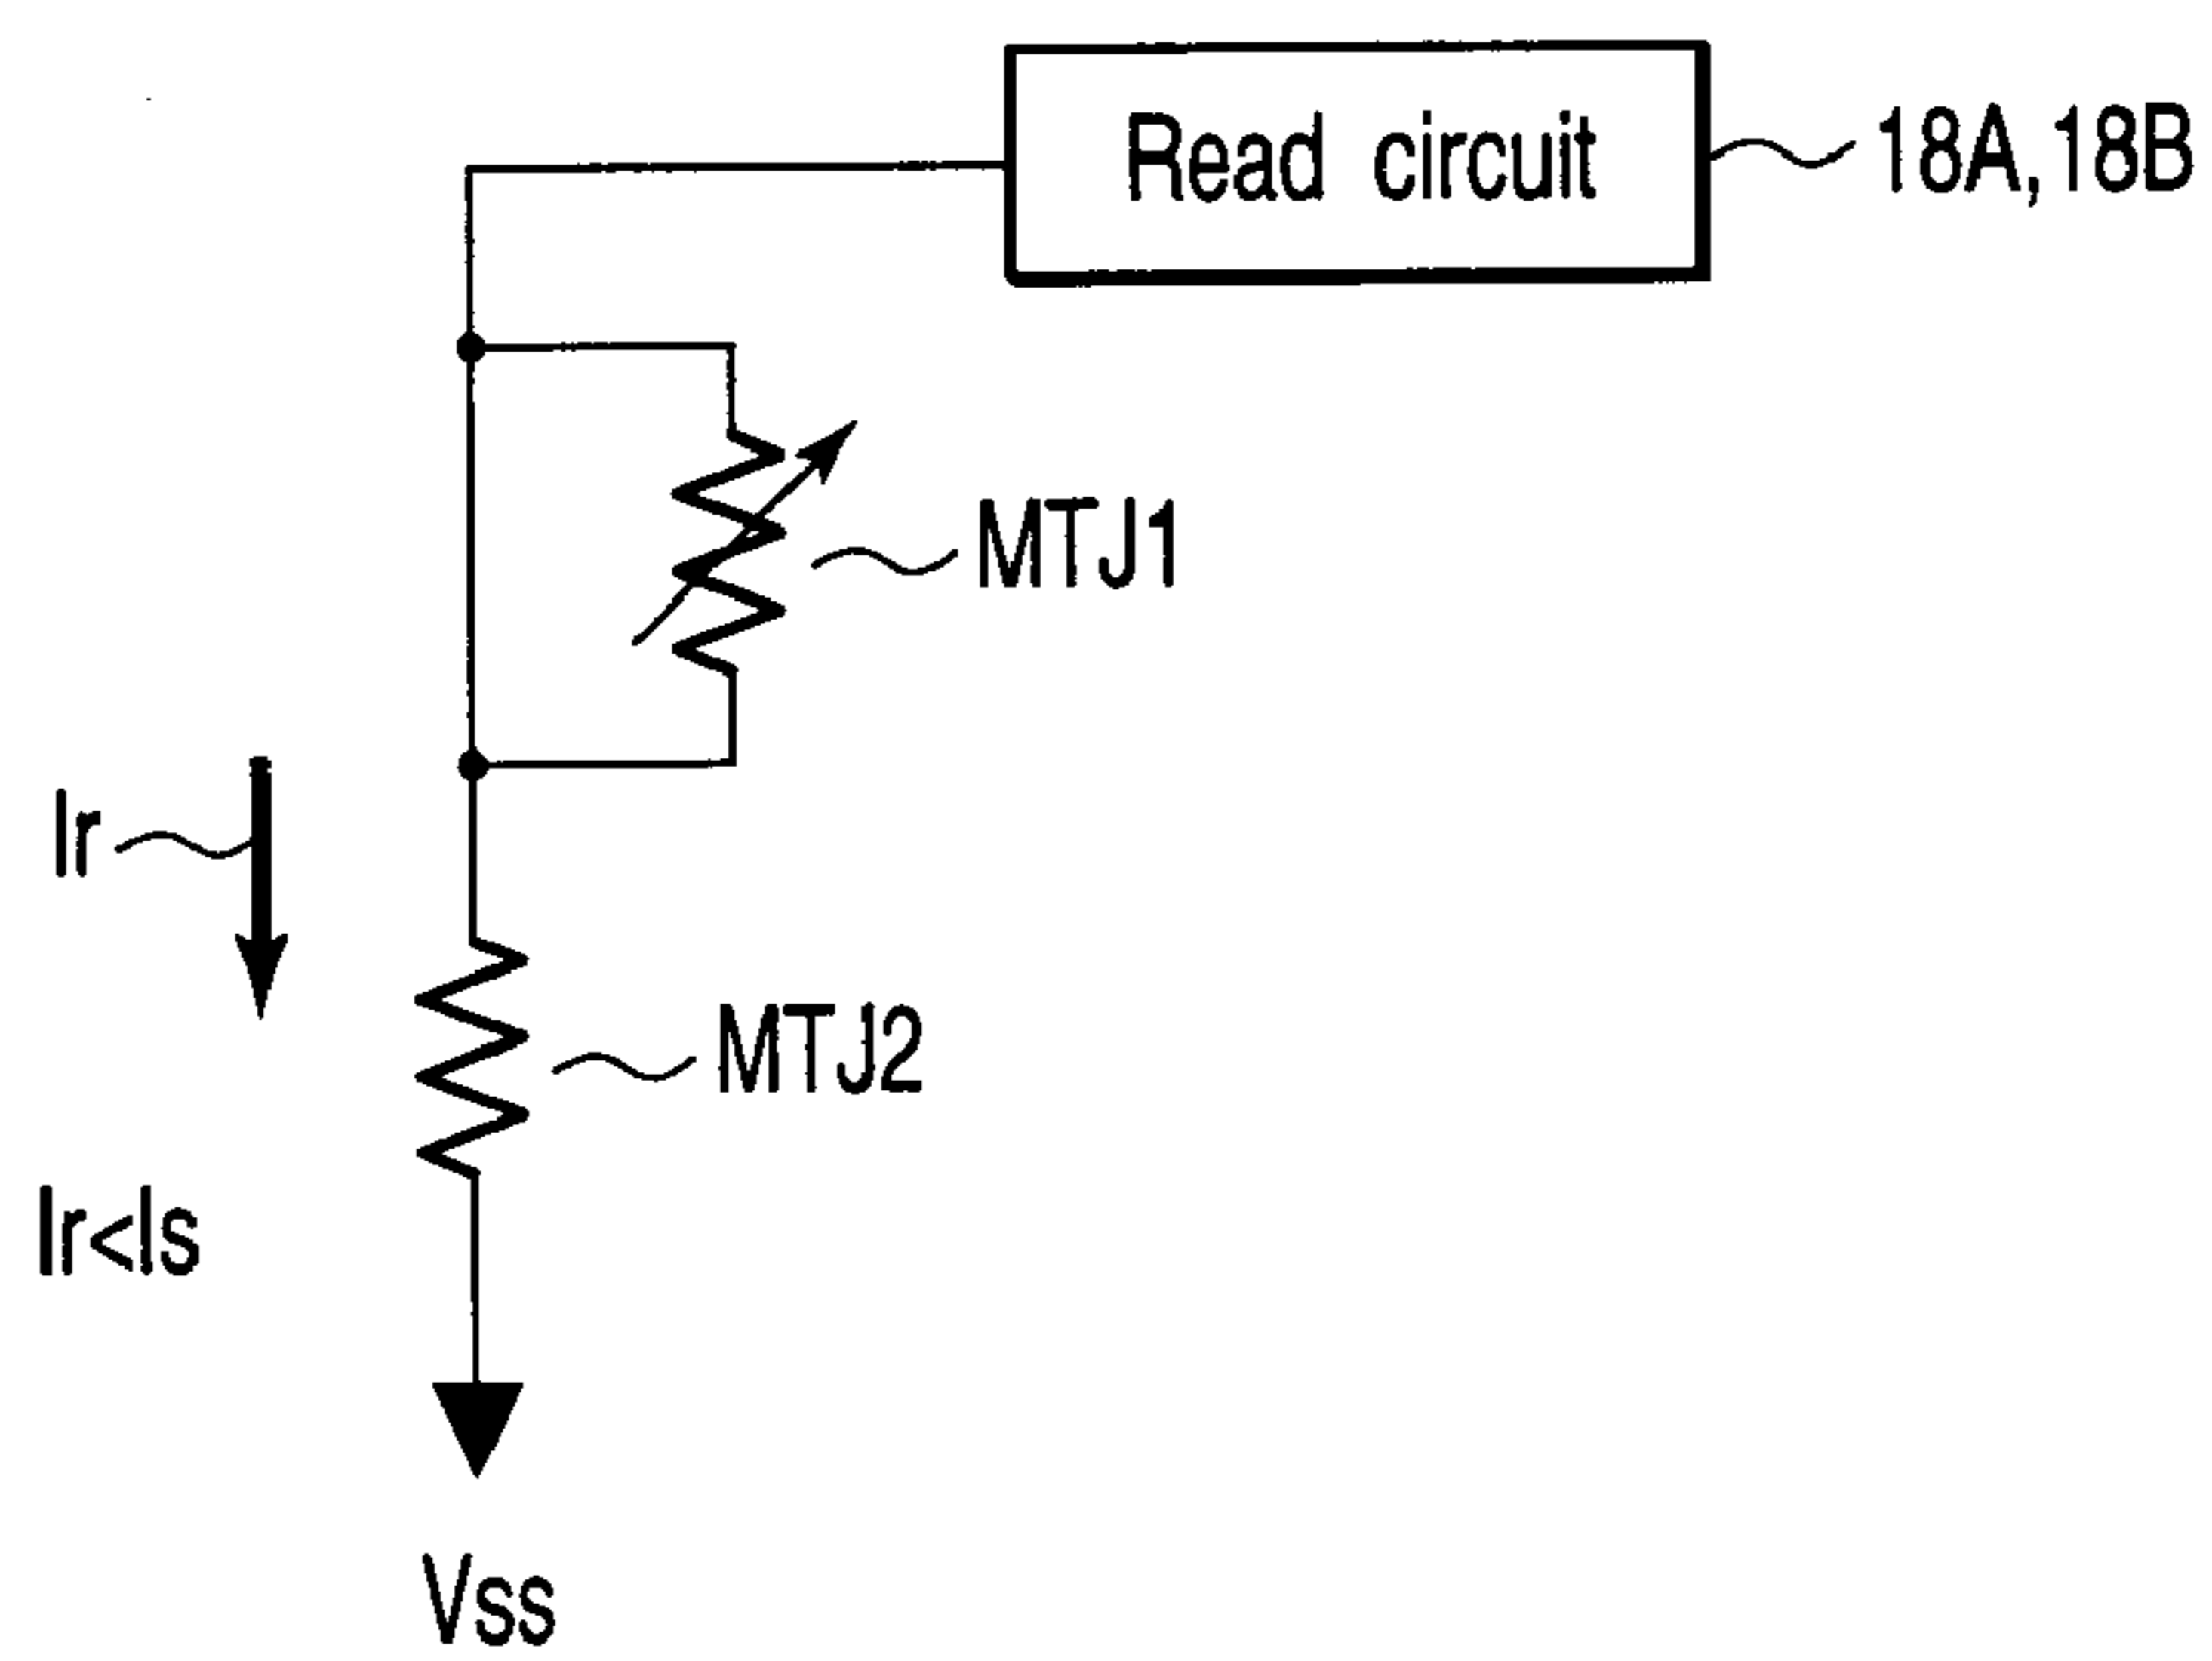 Read circuit
18A,18B
MTJ1
Ir
MTJ2
Ir<Is
Vss